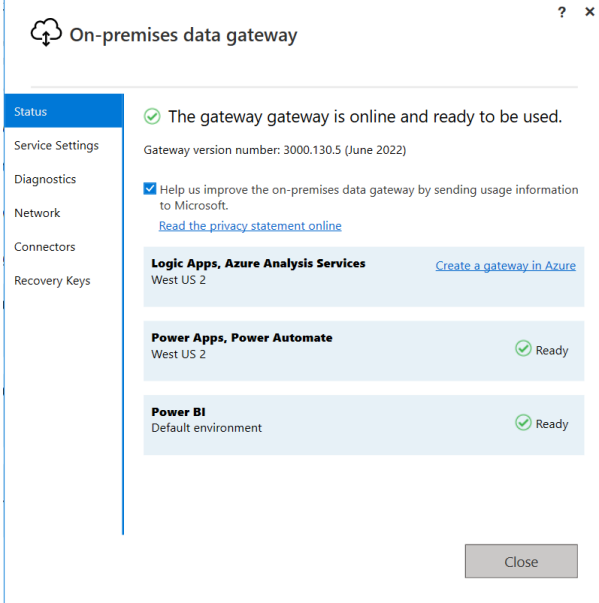 ? ×
On-premises data gateway
Status
Service Settings
Diagnostics
Network
Connectors
Recovery Keys
The gateway gateway is online and ready to be used.
Gateway version number: 3000.130.5 (June 2022)
Help us improve the on-premises data gateway by sending usage information
to Microsoft.
Read the privacy statement online
Logic Apps, Azure Analysis Services
West US 2
Create a gateway in Azure
Power Apps, Power Automate
West US 2
Ready
Power BI
Default environment
Ready
Close